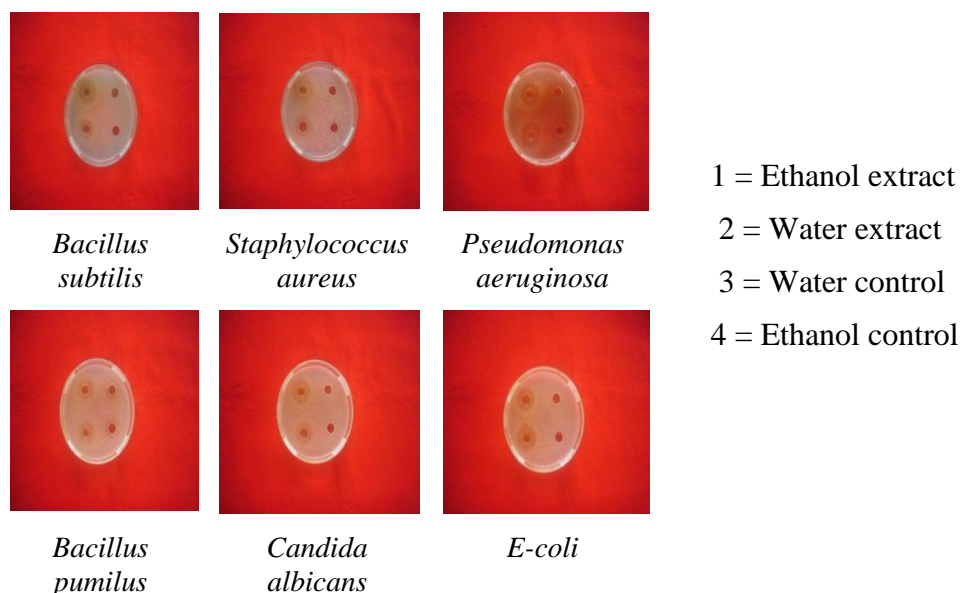 Bacillus
subtilis
Staphylococcus
aureus
Pseudomonas
aeruginosa
1 = Ethanol extract
2 = Water extract
3 = Water control
4 = Ethanol control
Bacillus
pumilus
Candida
albicans
E-coli